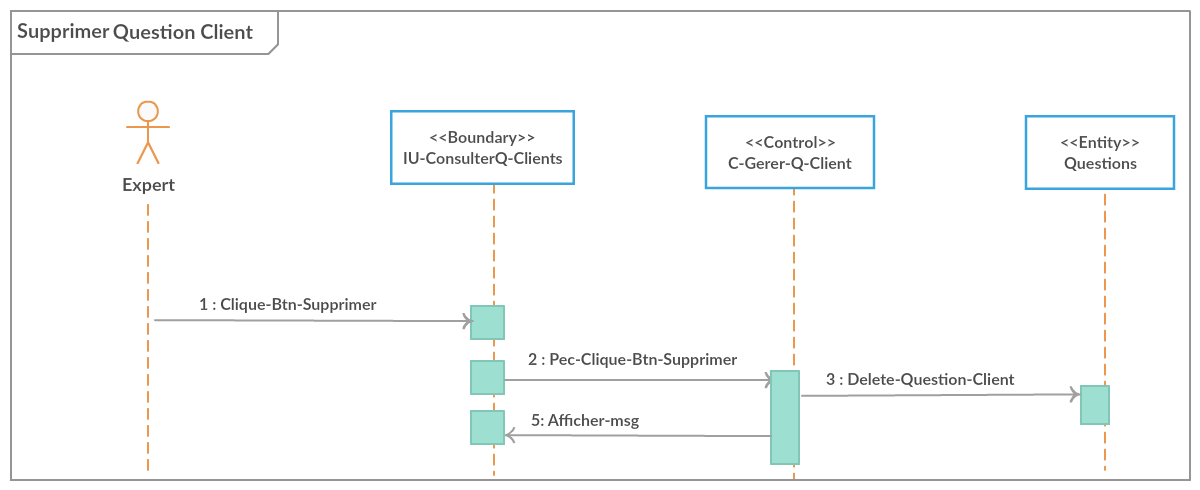 Supprimer Question Client
Expert
<<Boundary>>
IU-ConsulterQ-Clients
<<Control>>
C-Gerer-Q-Client
<<Entity>>
Questions
1 : Clique-Btn-Supprimer
2 : Pec-Clique-Btn-Supprimer
3 : Delete-Question-Client
5: Afficher-msg